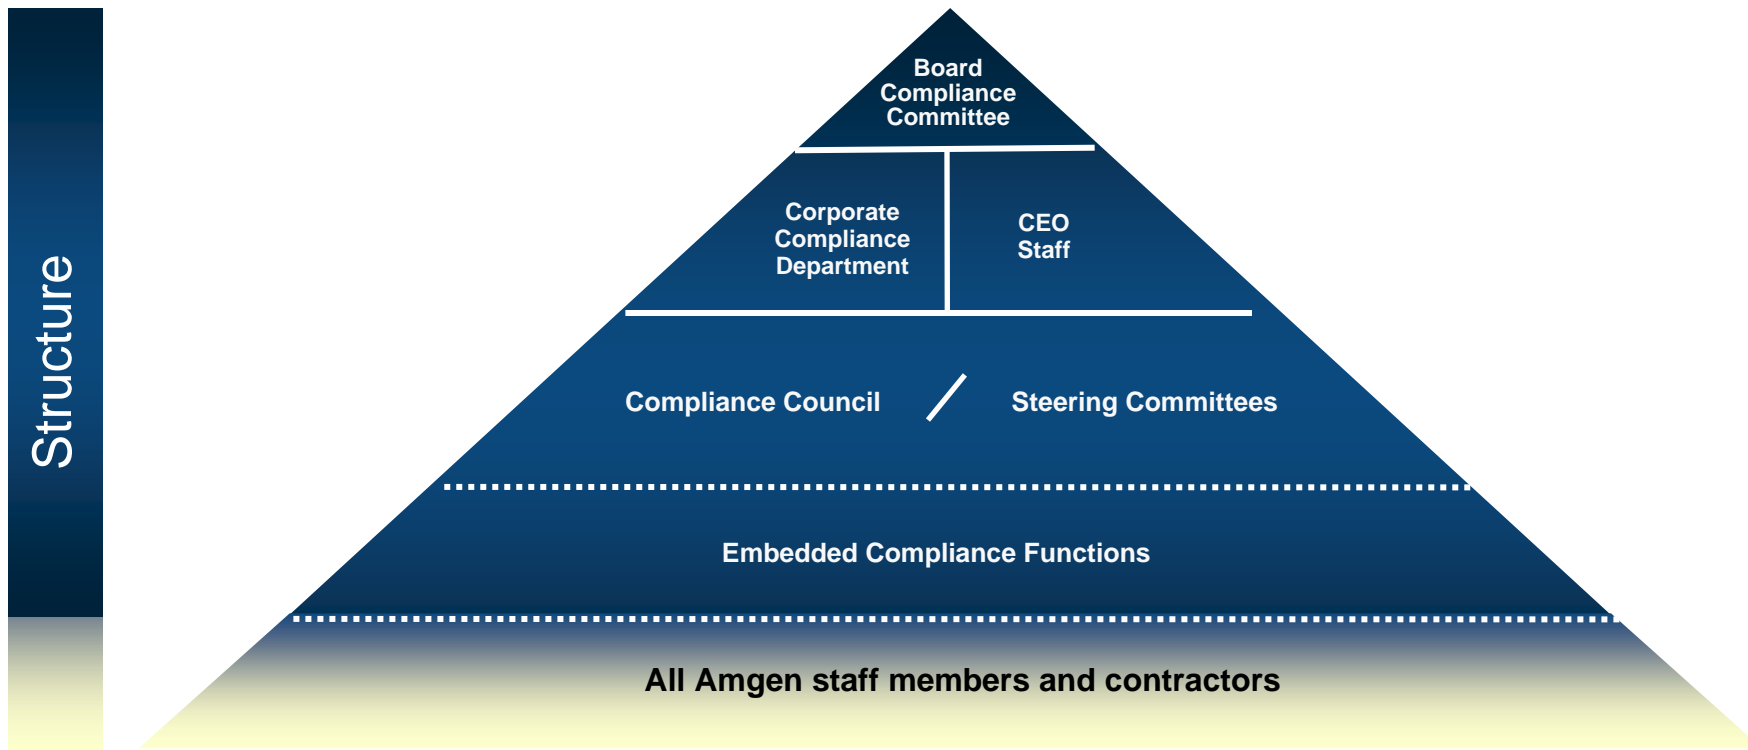 Structure
Board
Compliance
Committee
Corporate
Compliance
Department
CEO
Staff
Compliance Council / Steering Committees
Embedded Compliance Functions
All Amgen staff members and contractors